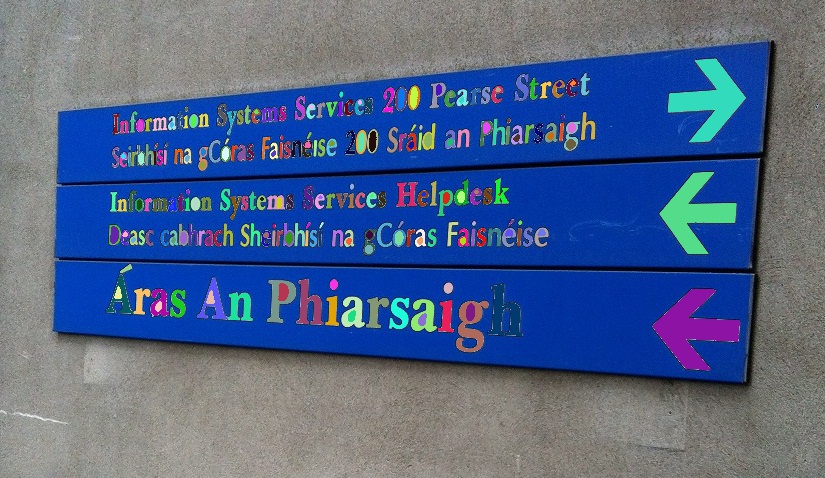 Information Systems Services 200 Pearse Street
Seirbhísí na gCóras Faisnéise 200 Sráid an Phiarsaigh
Information Systems Services Helpdesk
Deasc cabhrach Sheirbhísí na gCóras Faisnéise
Áras An Phiarsaigh